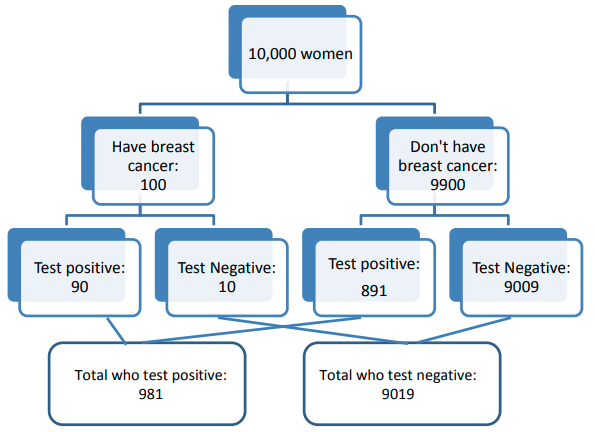 10,000 women
Have breast
cancer:
100
Don't have
breast cancer:
9900
Test positive:
90
Test Negative:
10
Test positive:
891
Test Negative:
9009
Total who test positive:
981
Total who test negative:
9019